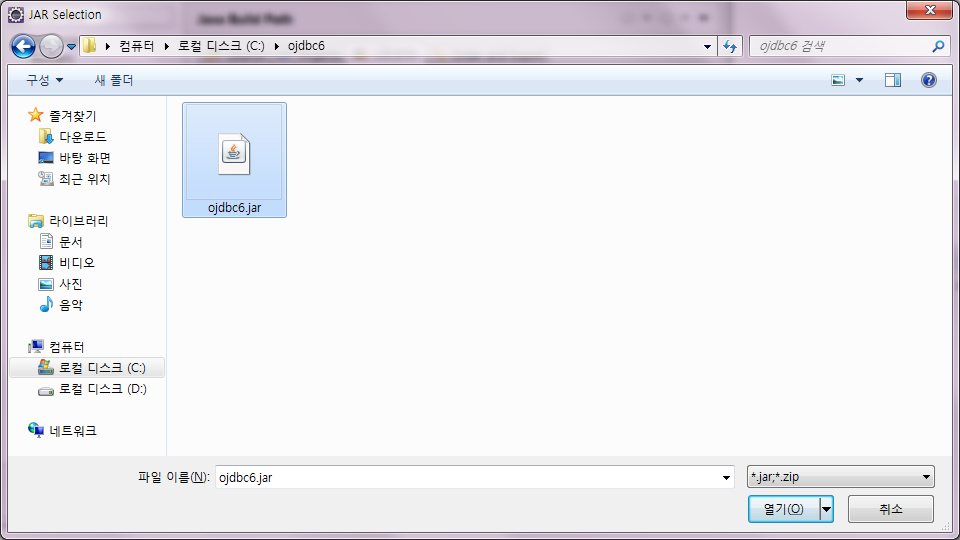 JAR Selection
Java Build Path
컴퓨터 로컬 디스크 (C:) ojdbc6
ojdbc6 검색
구성 새 폴더
즐겨찾기
다운로드
바탕 화면
최근 위치
라이브러리
문서
비디오
사진
음악
컴퓨터
로컬 디스크 (C:)
로컬 디스크 (D:)
네트워크
ojdbc6.jar
파일 이름(N): ojdbc6.jar
*.jar;*.zip
열기(O) 취소